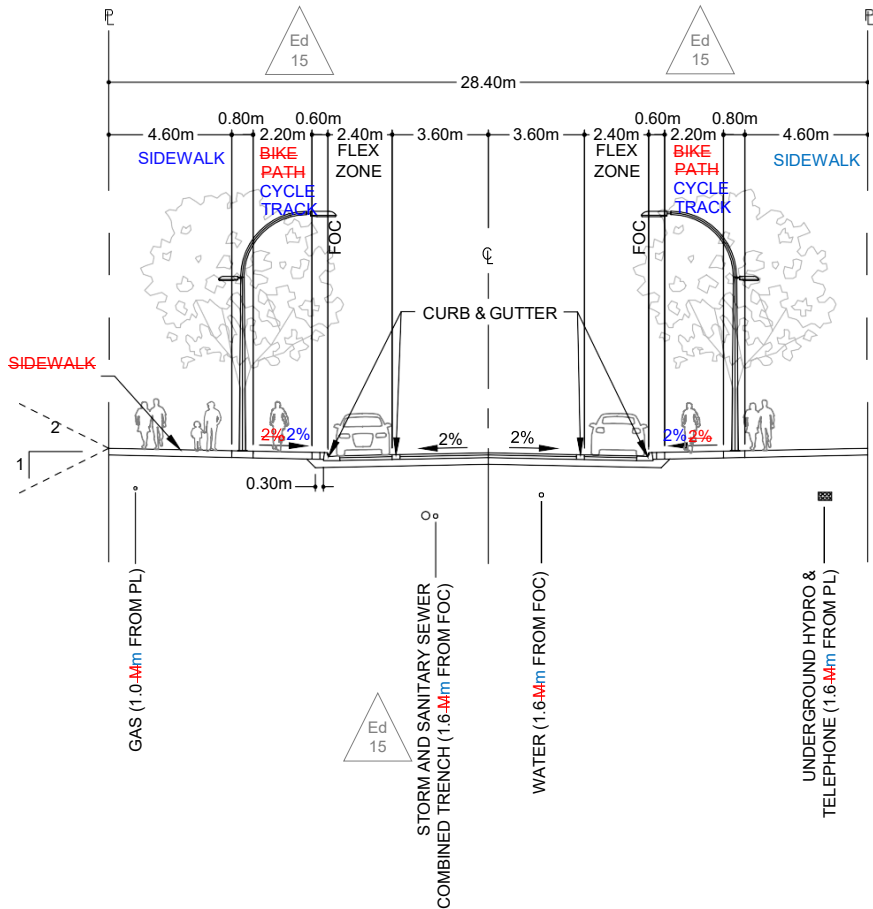 PL
PL
Ed
15
Ed
15
28.40m
0.80m
0.60m
0.60m
0.80m
4.60m
2.20m
2.40m
3.60m
3.60m
2.40m
2.20m
4.60m
SIDEWALK
BIKE
PATH
CYCLE
TRACK
FLEX
ZONE
FLEX
ZONE
BIKE
PATH
CYCLE
TRACK
SIDEWALK
FOC
FOC
CL
CURB & GUTTER
SIDEWALK
2
1
2% 2%
2%
2%
2% 2%
0.30m
GAS (1.0 Mm FROM PL)
Ed
15
STORM AND SANITARY SEWER
COMBINED TRENCH (1.6 Mm FROM FOC)
WATER (1.6 Mm FROM FOC)
UNDERGROUND HYDRO &
TELEPHONE (1.6 Mm FROM PL)